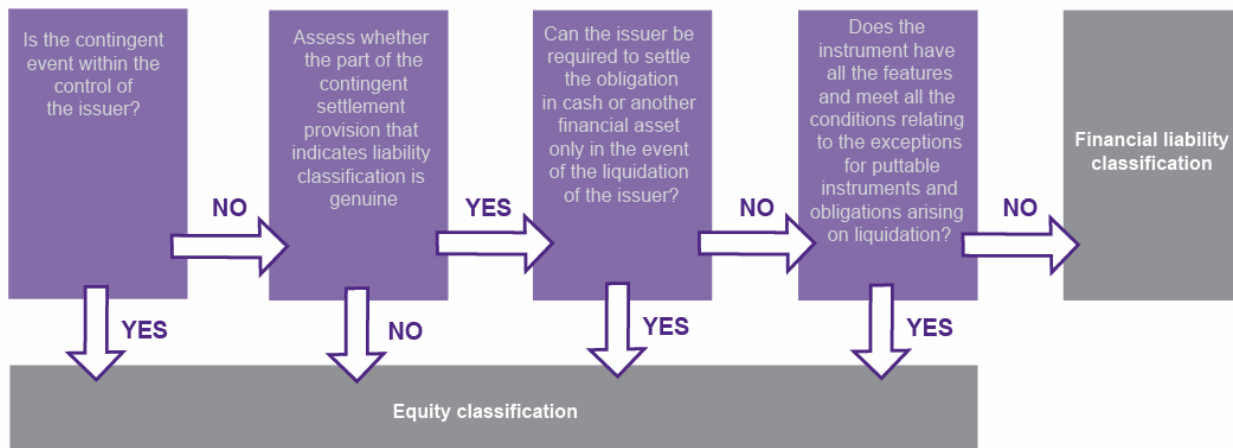 Is the contingent
event within the
control of
the issuer?
Assess whether
the part of the
contingent
settlement
provision that
indicates liability
classification is
genuine
Can the issuer be
required to settle
the obligation
in cash or another
financial asset
only in the event
of the liquidation
of the issuer?
Does the
instrument have
all the features
and meet all the
conditions relating
to the exceptions
for puttable
instruments and
obligations arising
on liquidation?
Financial liability
classification
NO
YES
NO
NO
YES
NO
YES
YES
Equity classification